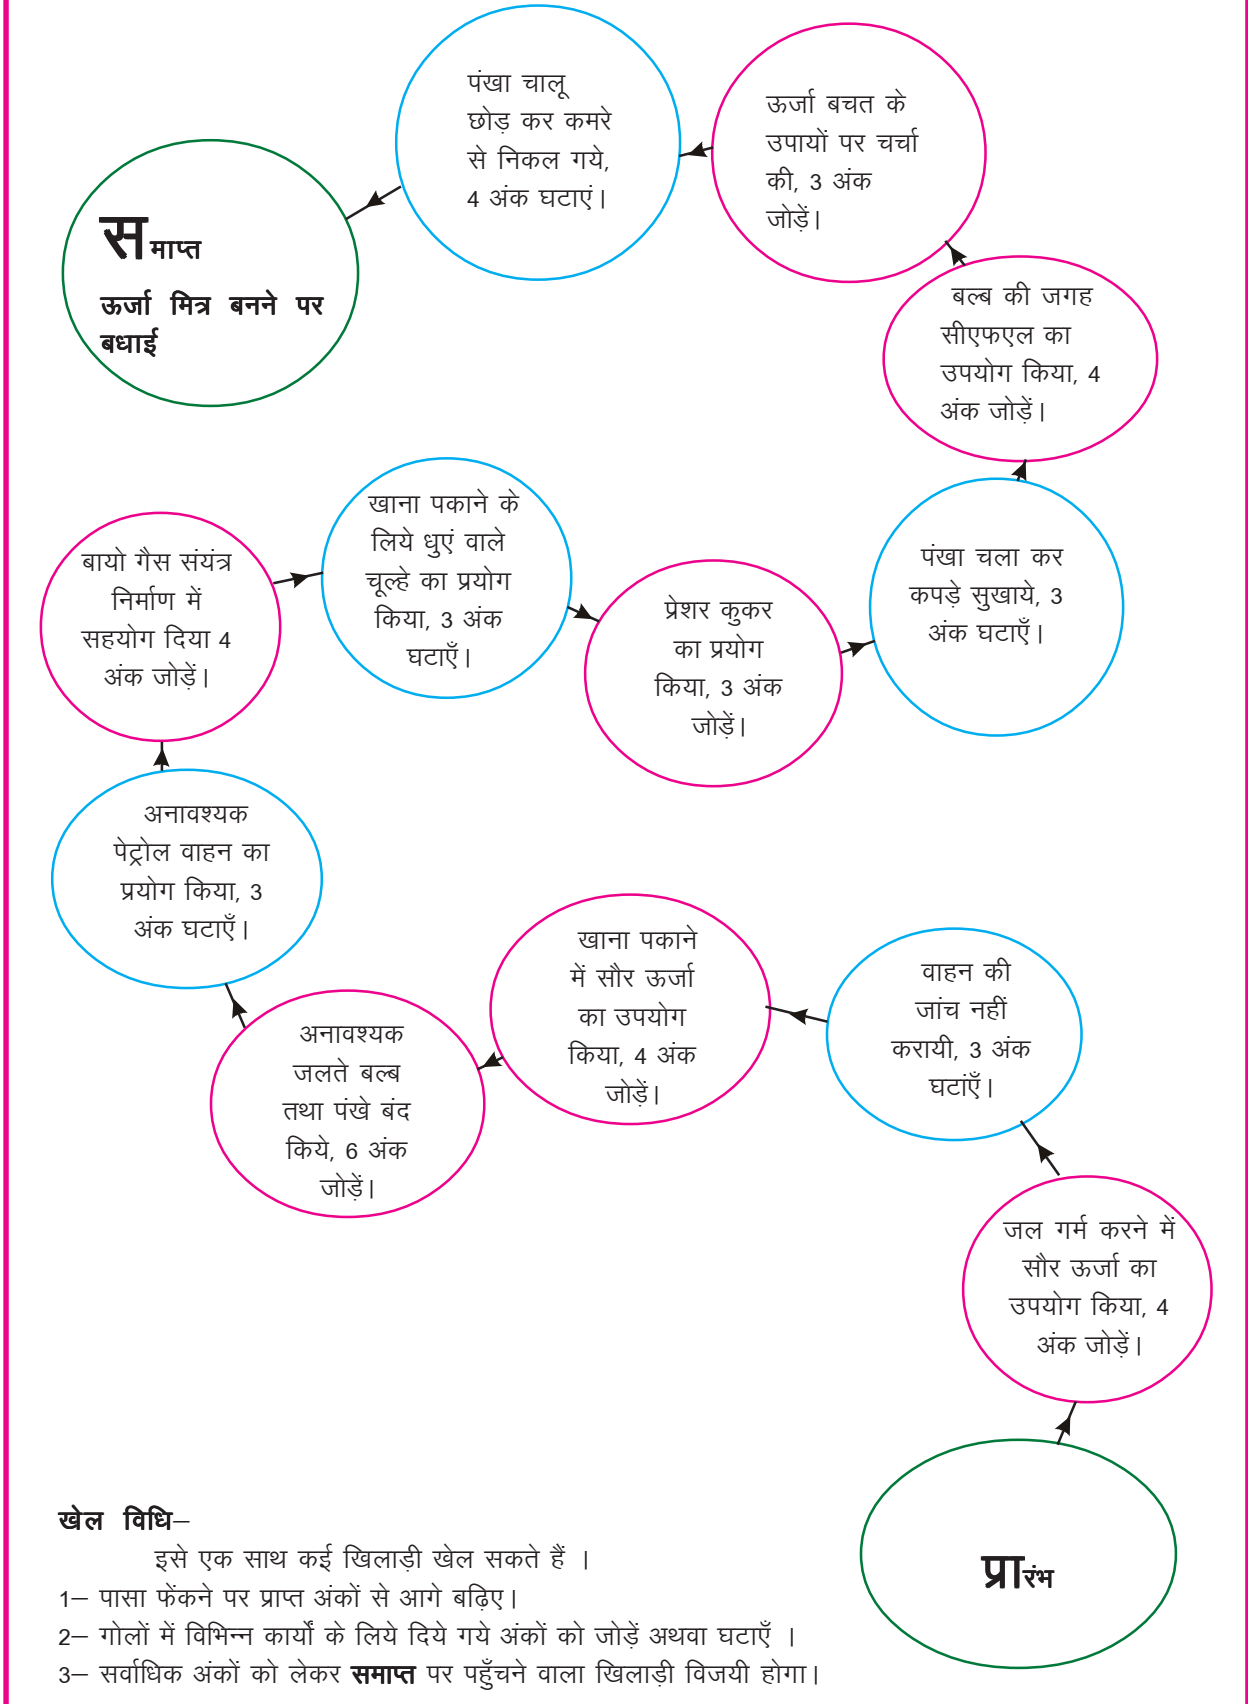 पंखा चालू
छोड़ कर कमरे
से निकल गये,
4 अंक घटाएं।
ऊर्जा बचत के
उपायों पर चर्चा
की, 3 अंक
जोड़ें।
समाप्त
ऊर्जा मित्र बनने पर
बधाई
बल्ब की जगह
सीएफएल का
उपयोग किया, 4
अंक जोड़ें।
बायो गैस संयंत्र
निर्माण में
सहयोग दिया 4
अंक जोड़ें।
खाना पकाने के
लिये धुएं वाले
चूल्हे का प्रयोग
किया, 3 अंक
घटाएँ।
प्रेशर कुकर
का प्रयोग
किया, 3 अंक
जोड़ें।
पंखा चला कर
कपड़े सुखाये, 3
अंक घटाएँ।
अनावश्यक
पेट्रोल वाहन का
प्रयोग किया, 3
अंक घटाएँ।
अनावश्यक
जलते बल्ब
तथा पंखे बंद
किये, 6 अंक
जोड़ें।
खाना पकाने
में सौर ऊर्जा
का उपयोग
किया, 4 अंक
जोड़ें।
वाहन की
जांच नहीं
करायी, 3 अंक
घटांएँ।
जल गर्म करने में
सौर ऊर्जा का
उपयोग किया, 4
अंक जोड़ें।
प्रारंभ
खेल विधि–
इसे एक साथ कई खिलाड़ी खेल सकते हैं ।
1– पासा फेंकने पर प्राप्त अंकों से आगे बढ़िए।
2– गोलों में विभिन्न कार्यों के लिये दिये गये अंकों को जोड़ें अथवा घटाएँ ।
3– सर्वाधिक अंकों को लेकर समाप्त पर पहुँचने वाला खिलाड़ी विजयी होगा।